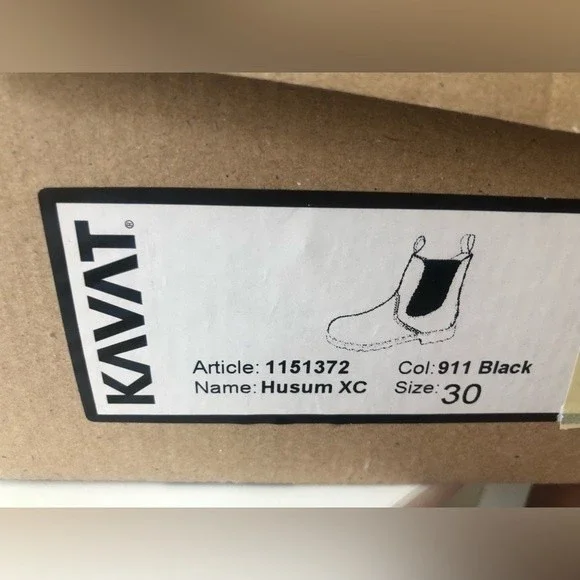 KAVAT®
Article: 1151372 Col: 911 Black
Name: Husum XC Size: 30